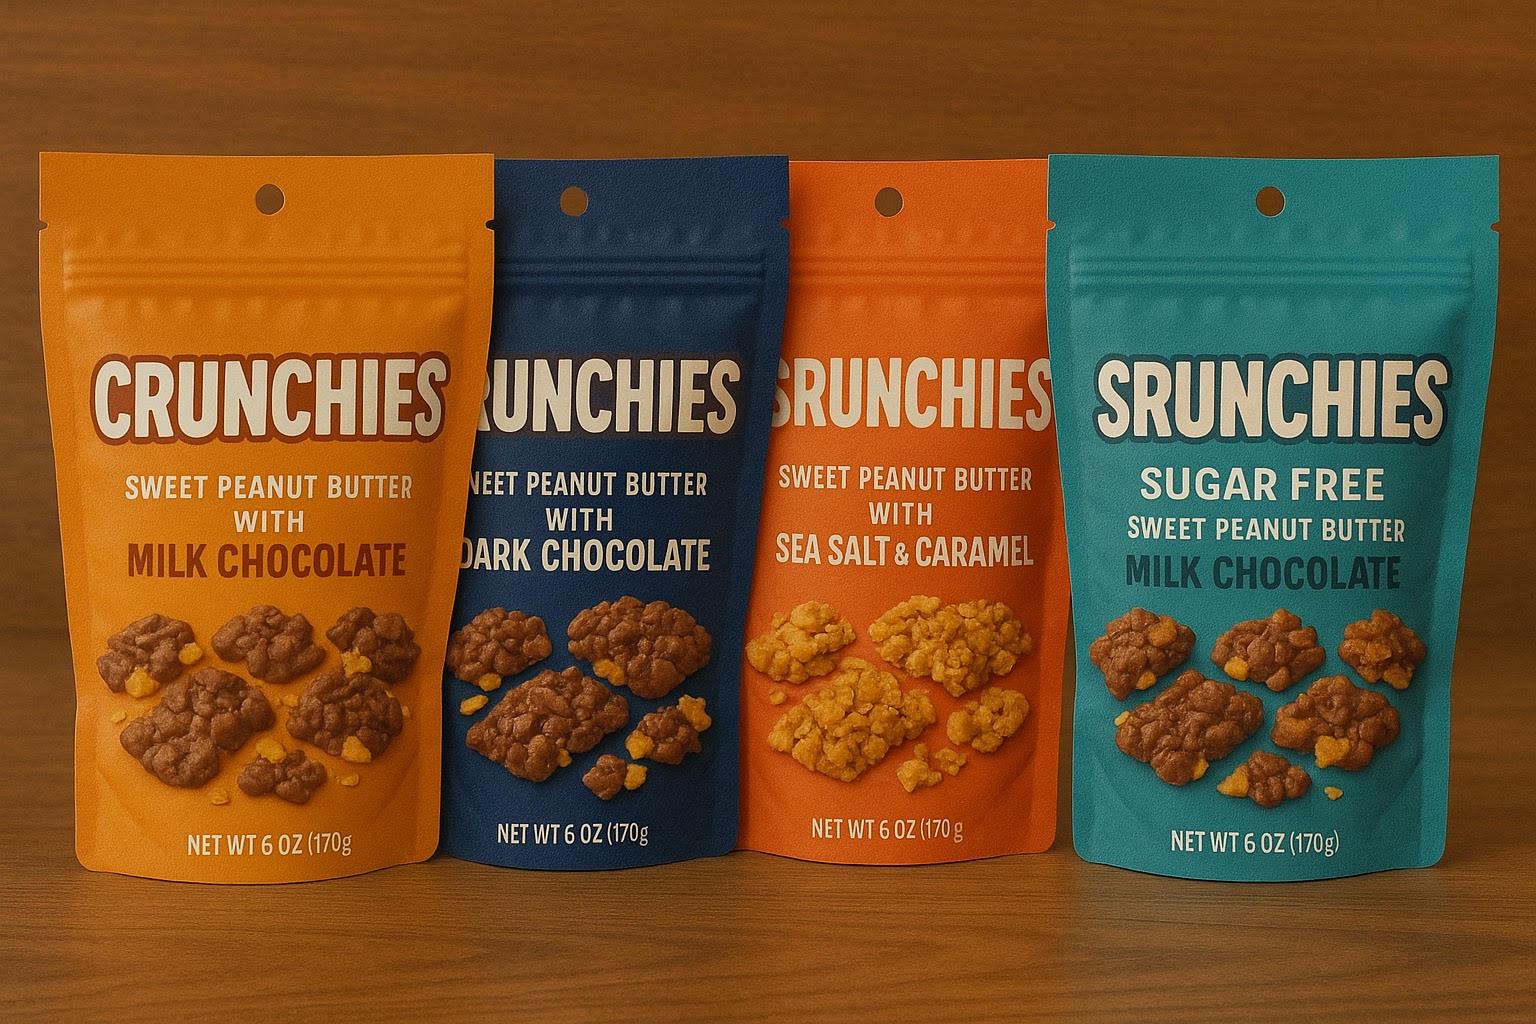 CRUNCHIES
SWEET PEANUT BUTTER
WITH
MILK CHOCOLATE
NET WT 6 OZ (170g
RUNCHIES
NEET PEANUT BUTTER
WITH
DARK CHOCOLATE
NET WT 6 OZ (170g
SRUNCHIES
SWEET PEANUT BUTTER
WITH
SEA SALT & CARAMEL
NET WT 6 OZ (170 g
SRUNCHIES
SUGAR FREE
SWEET PEANUT BUTTER
MILK CHOCOLATE
NET WT 6 OZ (170g)